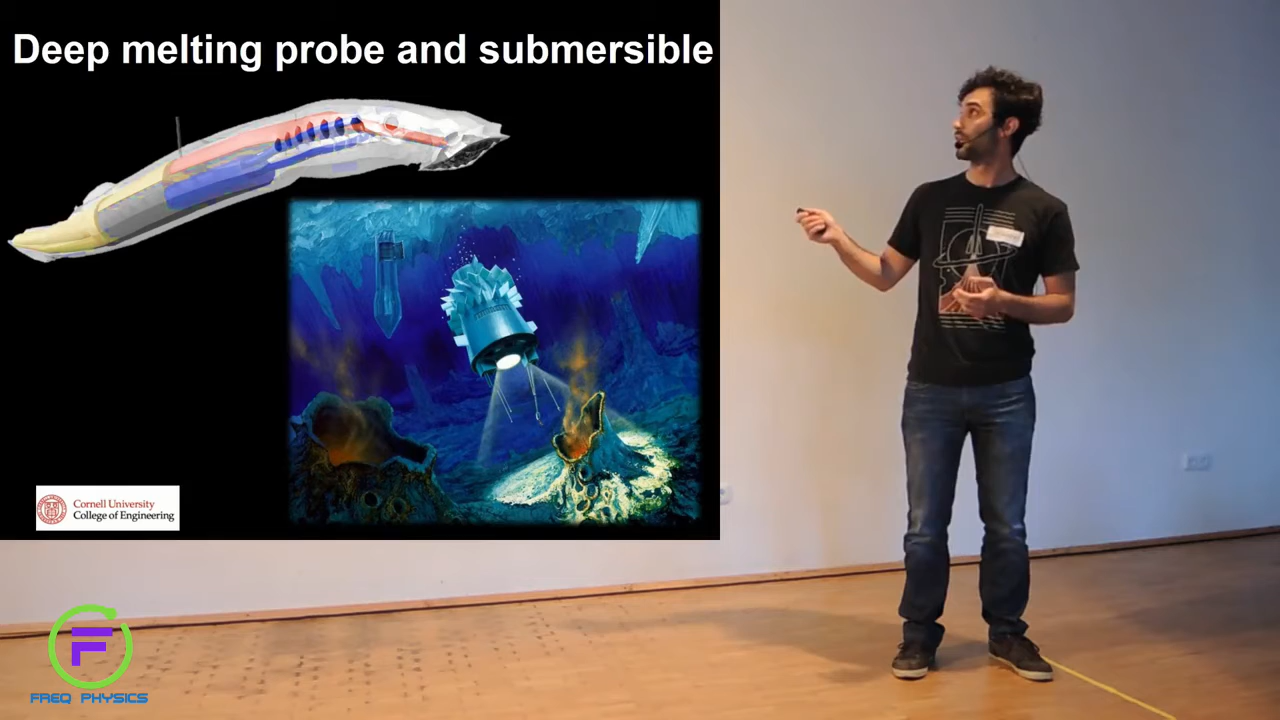 Deep melting probe and submersible
Cornell University
College of Engineering
FREQ PHYSICS